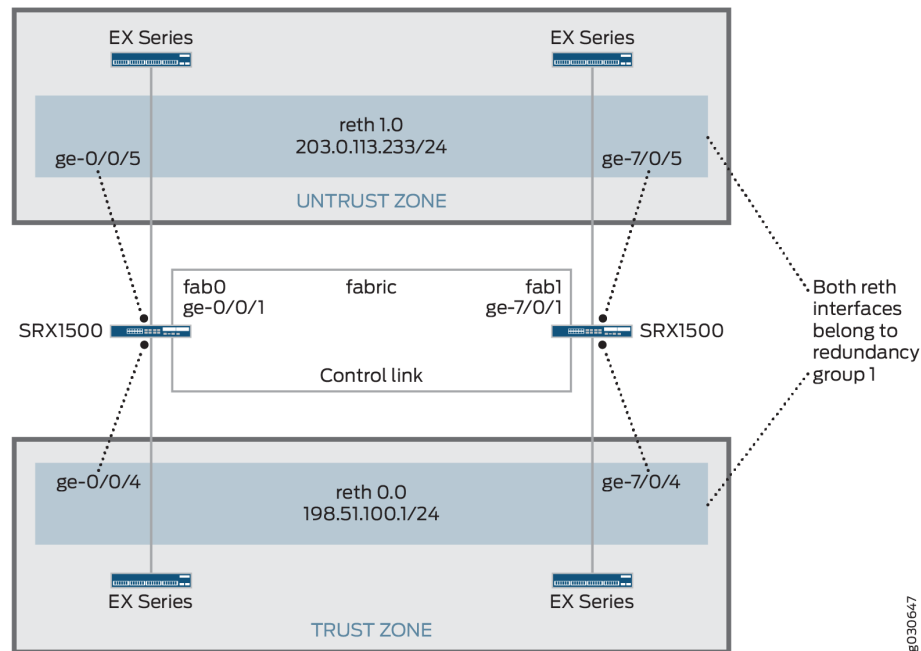 EX Series
EX Series
reth 1.0
203.0.113.233/24
ge-0/0/5
ge-7/0/5
UNTRUST ZONE
fab0
fabric
fab1
ge-0/0/1
ge-7/0/1
SRX1500
SRX1500
Control link
Both reth
interfaces
belong to
redundancy
group 1
ge-0/0/4
ge-7/0/4
reth 0.0
198.51.100.1/24
EX Series
EX Series
TRUST ZONE
g030647